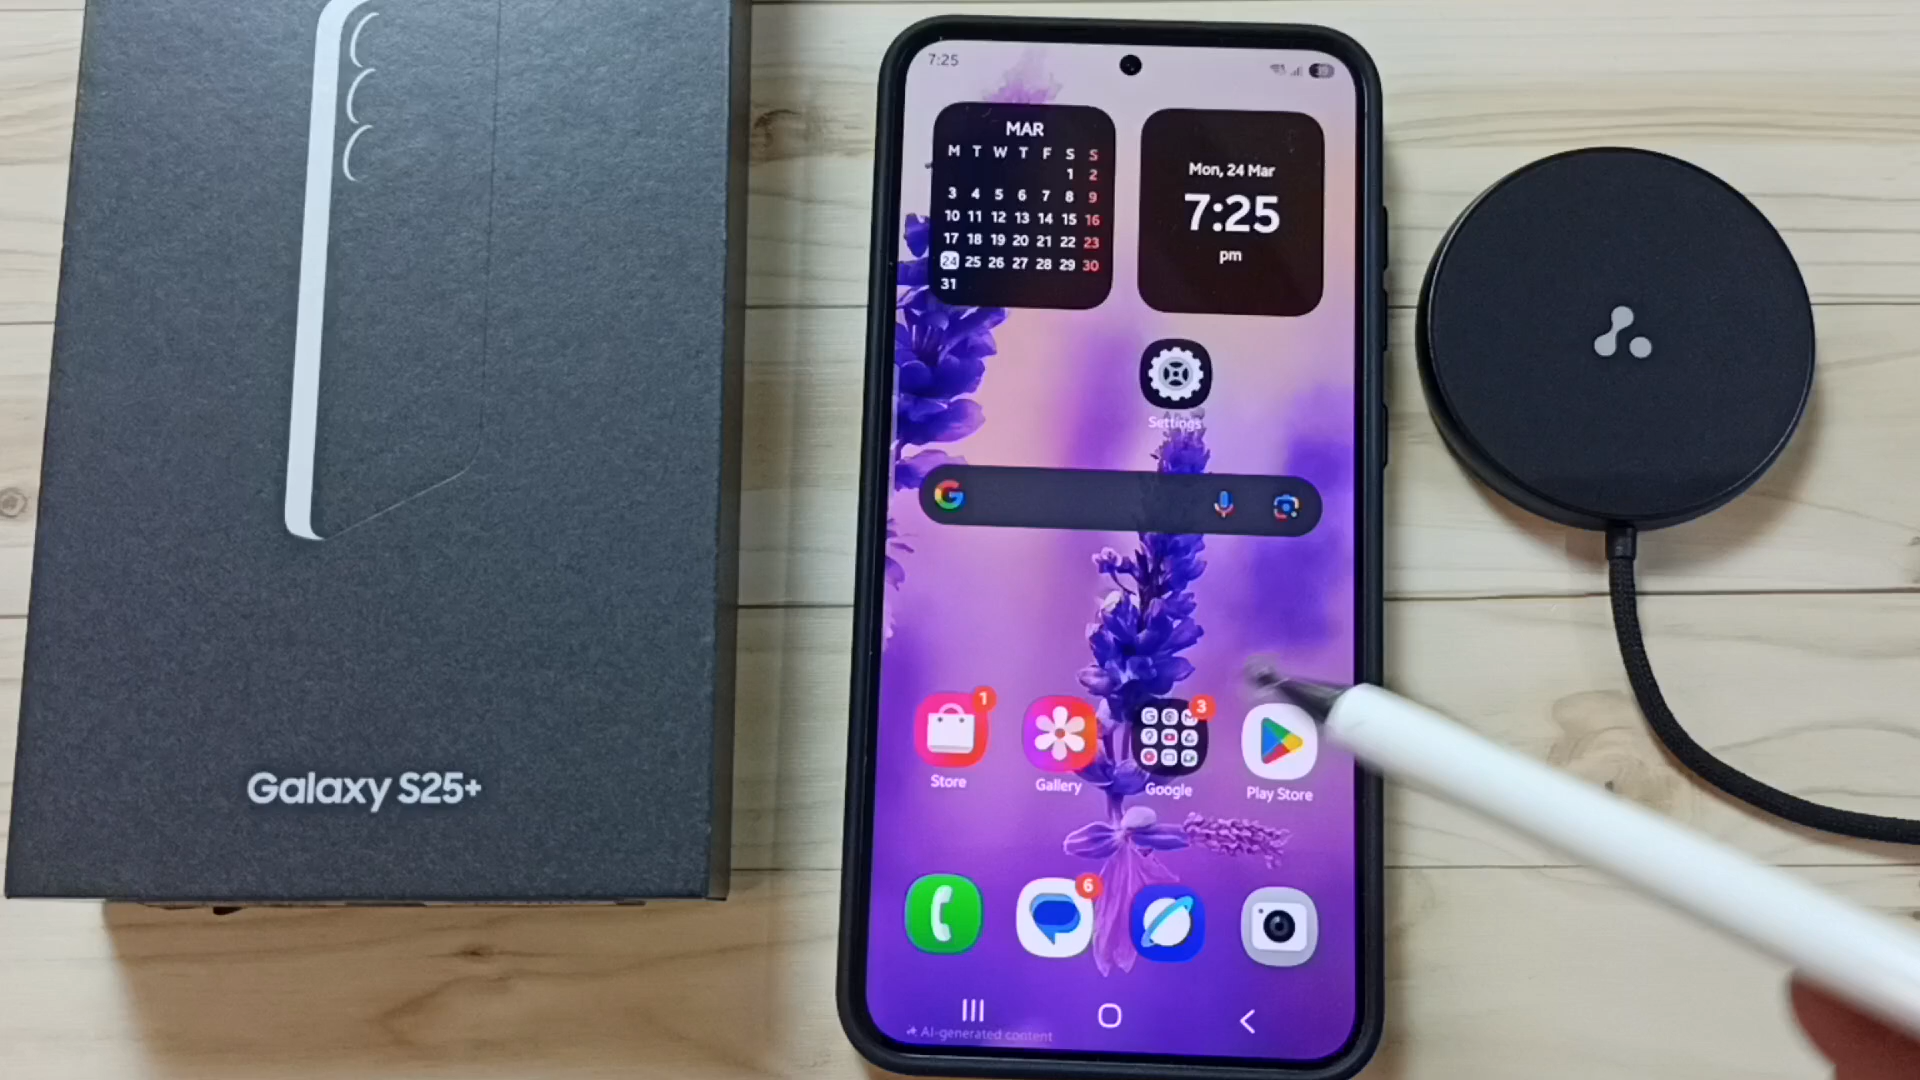 Galaxy S25+
7:25
MAR
M T W T F S S
1 2
3 4 5 6 7 8 9
10 11 12 13 14 15 16
17 18 19 20 21 22 23
24 25 26 27 28 29 30
31
Mon, 24 Mar
7:25
pm
Settings
1
3
Store
Gallery
Google
Play Store
6
AI-generated content